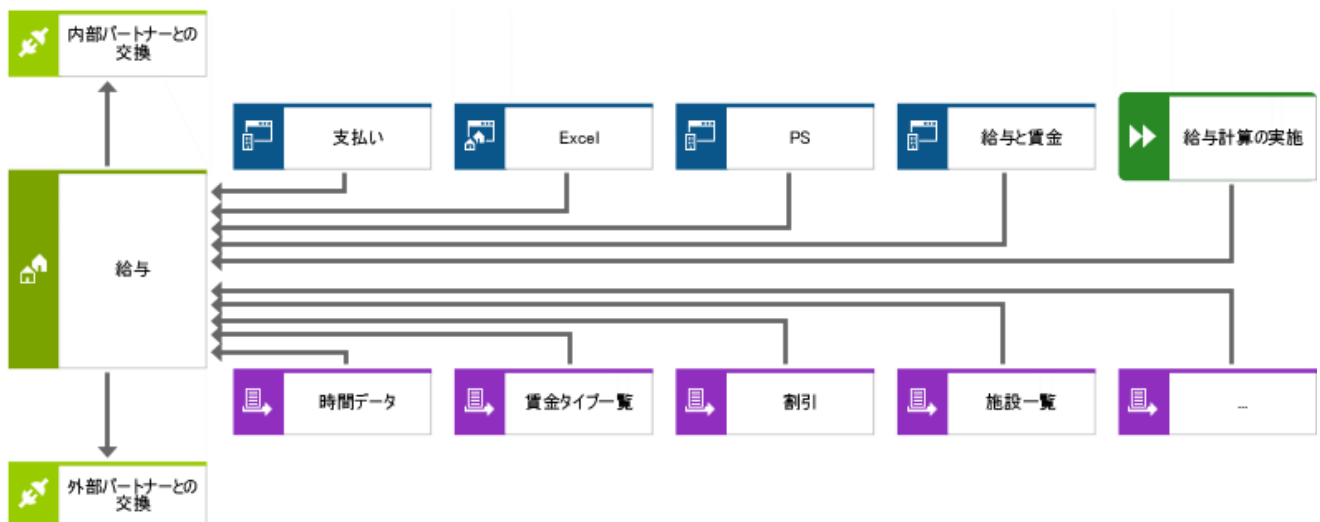 内部パートナーとの
交換
支払い
Excel
PS
給与と賃金
給与計算の実施
給与
時間データ
賃金タイプ一覧
割引
施設一覧
...
外部パートナーとの
交換